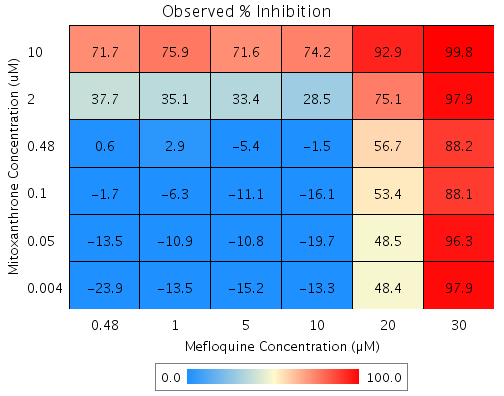 Observed % Inhibition
Mitoxanthrone Concentration (uM)
10 71.7 75.9 71.6 74.2 92.9 99.8
2 37.7 35.1 33.4 28.5 75.1 97.9
0.48 0.6 2.9 −5.4 −1.5 56.7 88.2
0.1 −1.7 −6.3 −11.1 −16.1 53.4 88.1
0.05 −13.5 −10.9 −10.8 −19.7 48.5 96.3
0.004 −23.9 −13.5 −15.2 −13.3 48.4 97.9
0.48 1 5 10 20 30
Mefloquine Concentration (μM)
0.0 100.0